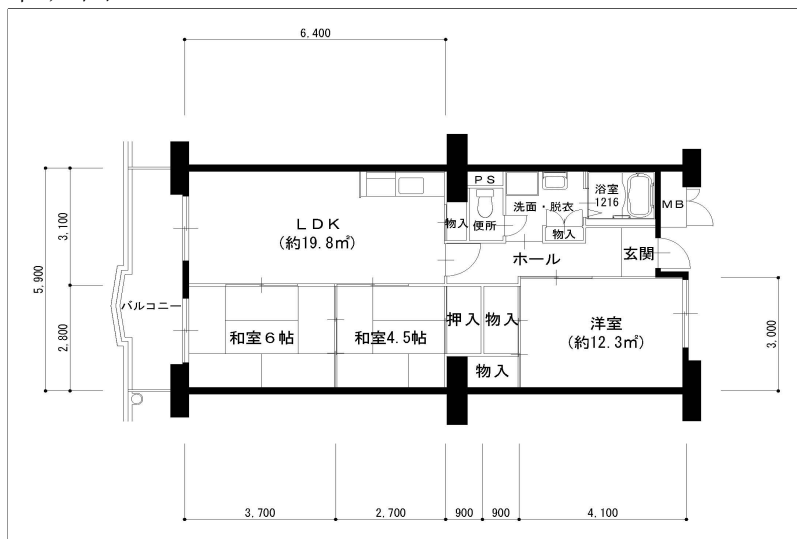 6,400
PS
浴室
1216
MB
洗面・脱衣
便所
物入
物入
LDK
(約19.8㎡)
ホール
玄関
3,100
5,900
2,800
バルコニー
和室6帖
和室4.5帖
押入
物入
洋室
(約12.3㎡)
物入
3,000
3,700
2,700
900
900
4,100